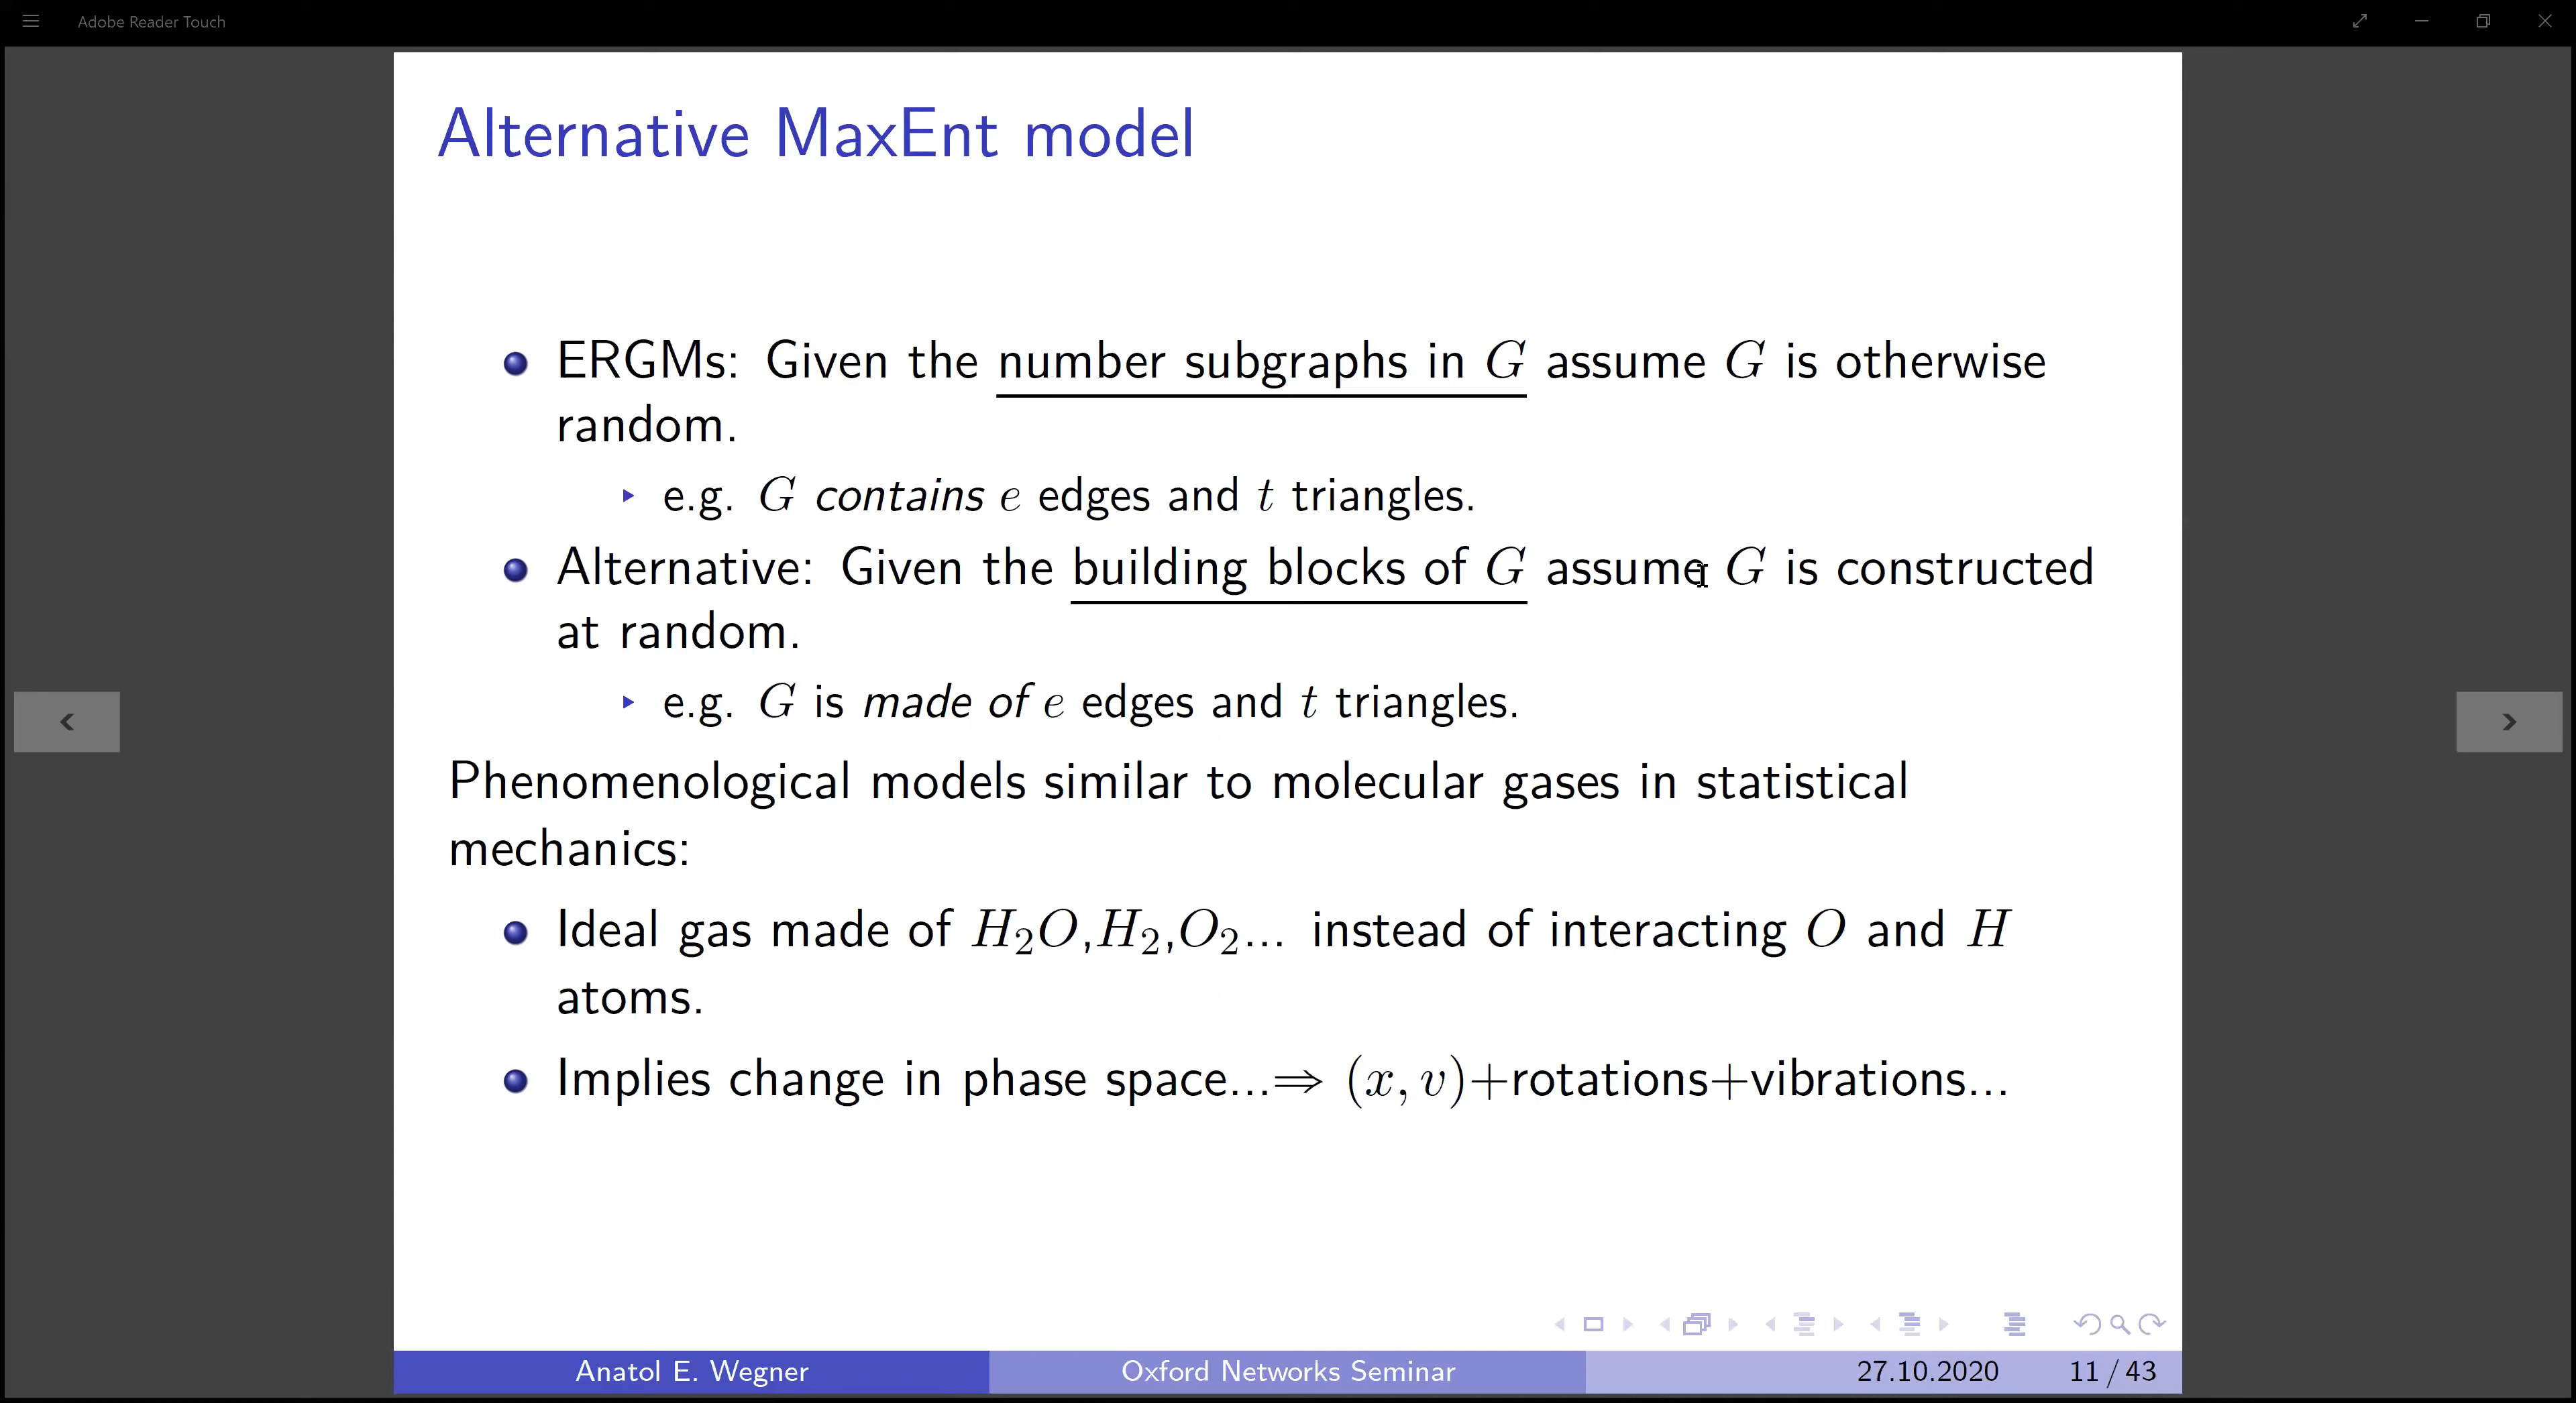 Adobe Reader Touch
Alternative MaxEnt model
ERGMs: Given the number subgraphs in G assume G is otherwise
random.
e.g. G contains e edges and t triangles.
Alternative: Given the building blocks of G assume G is constructed
at random.
e.g. G is made of e edges and t triangles.
Phenomenological models similar to molecular gases in statistical
mechanics:
Ideal gas made of H₂O,H₂,O₂... instead of interacting O and H
atoms.
Implies change in phase space...⇒ (x, v)+rotations+vibrations...
Anatol E. Wegner Oxford Networks Seminar 27.10.2020 11 / 43